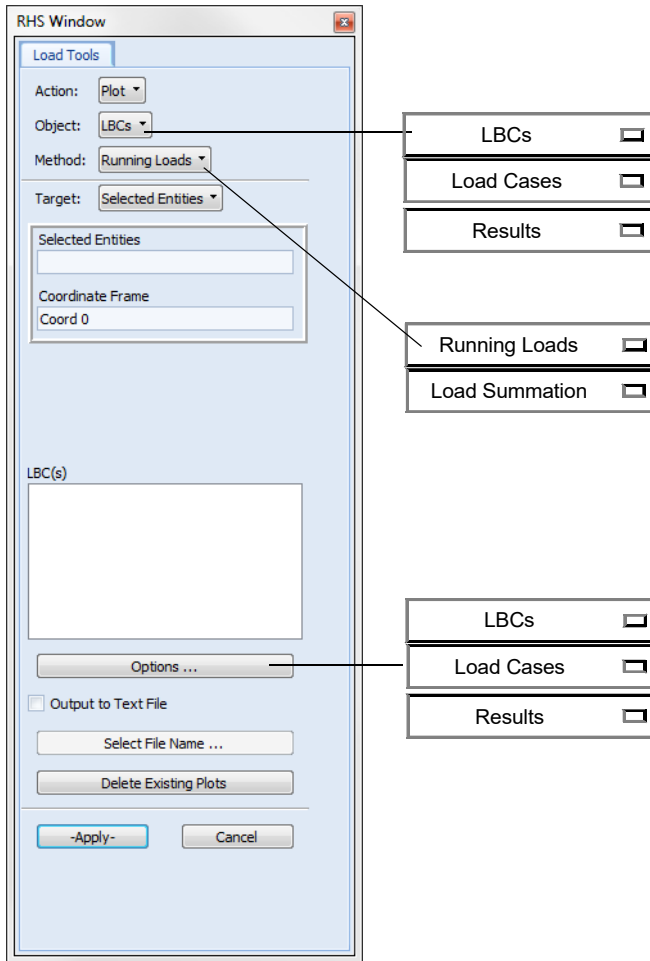 RHS Window
Load Tools
Action: Plot
Object: LBCs
Method: Running Loads
Target: Selected Entities
Selected Entities
Coordinate Frame
Coord 0
LBC(s)
Options ...
Output to Text File
Select File Name ...
Delete Existing Plots
-Apply- Cancel
LBCs
Load Cases
Results
Running Loads
Load Summation
LBCs
Load Cases
Results